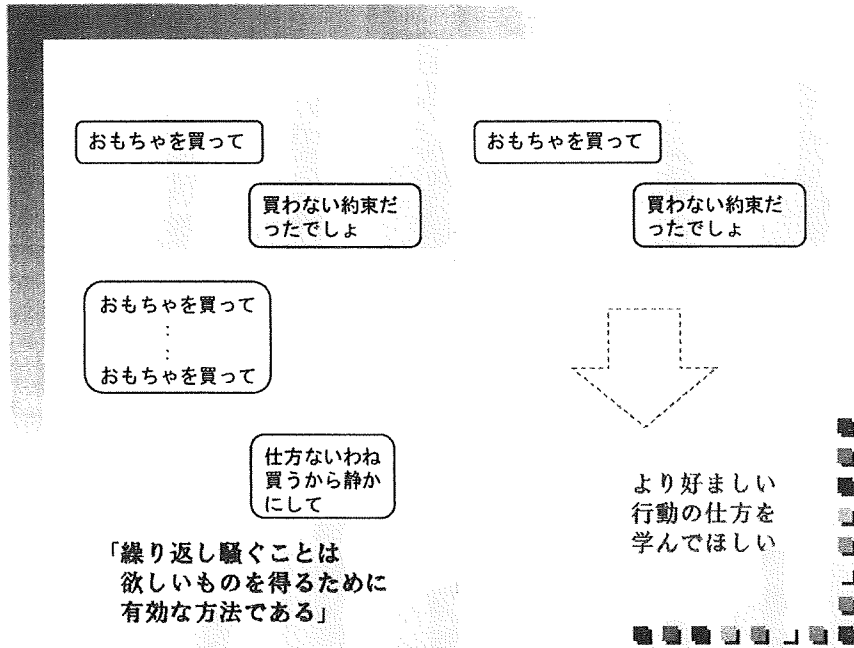 おもちゃを買って
買わない約束だ
ったでしょ
おもちゃを買って
:
:
おもちゃを買って
仕方ないわね
買うから静か
にして
「繰り返し騒ぐことは
欲しいものを得るために
有効な方法である」
おもちゃを買って
買わない約束だ
ったでしょ
より好ましい
行動の仕方を
学んでほしい